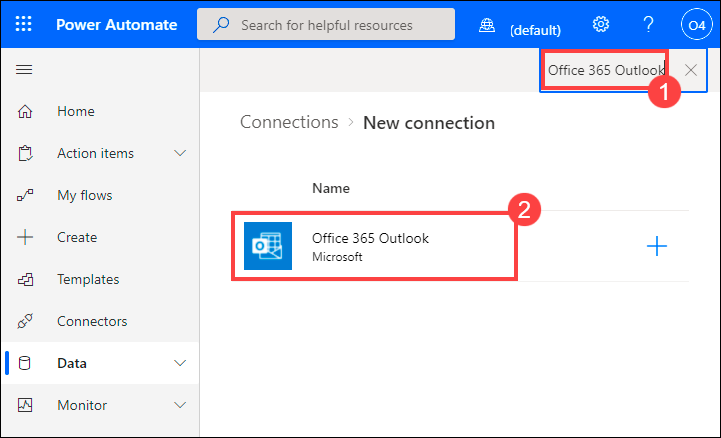 Power Automate
Search for helpful resources
(default)
?
O4
Office 365 Outlook
1
Home
Action items
My flows
Create
Templates
Connectors
Data
Monitor
Connections > New connection
Name
2
Office 365 Outlook
Microsoft